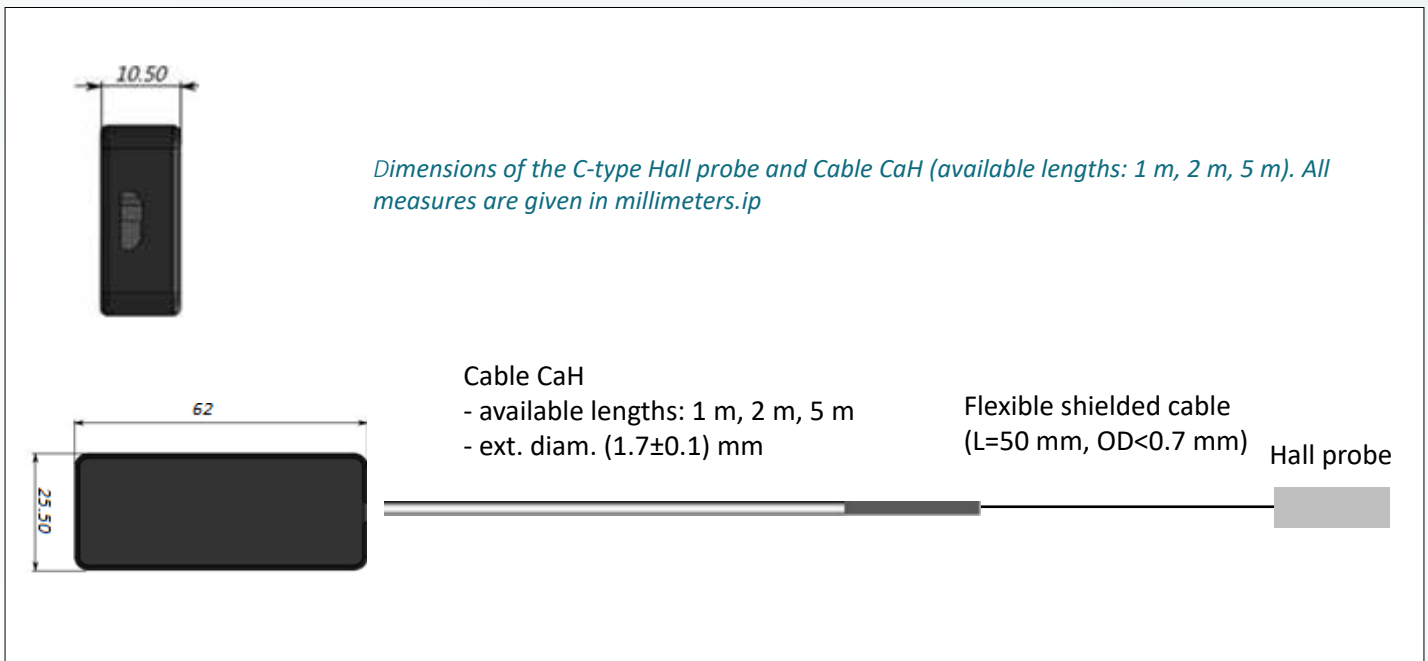 10.50
Dimensions of the C-type Hall probe and Cable CaH (available lengths: 1 m, 2 m, 5 m). All
measures are given in millimeters.ip
62
25.50
Cable CaH
- available lengths: 1 m, 2 m, 5 m
- ext. diam. (1.7±0.1) mm
Flexible shielded cable
(L=50 mm, OD<0.7 mm)
Hall probe